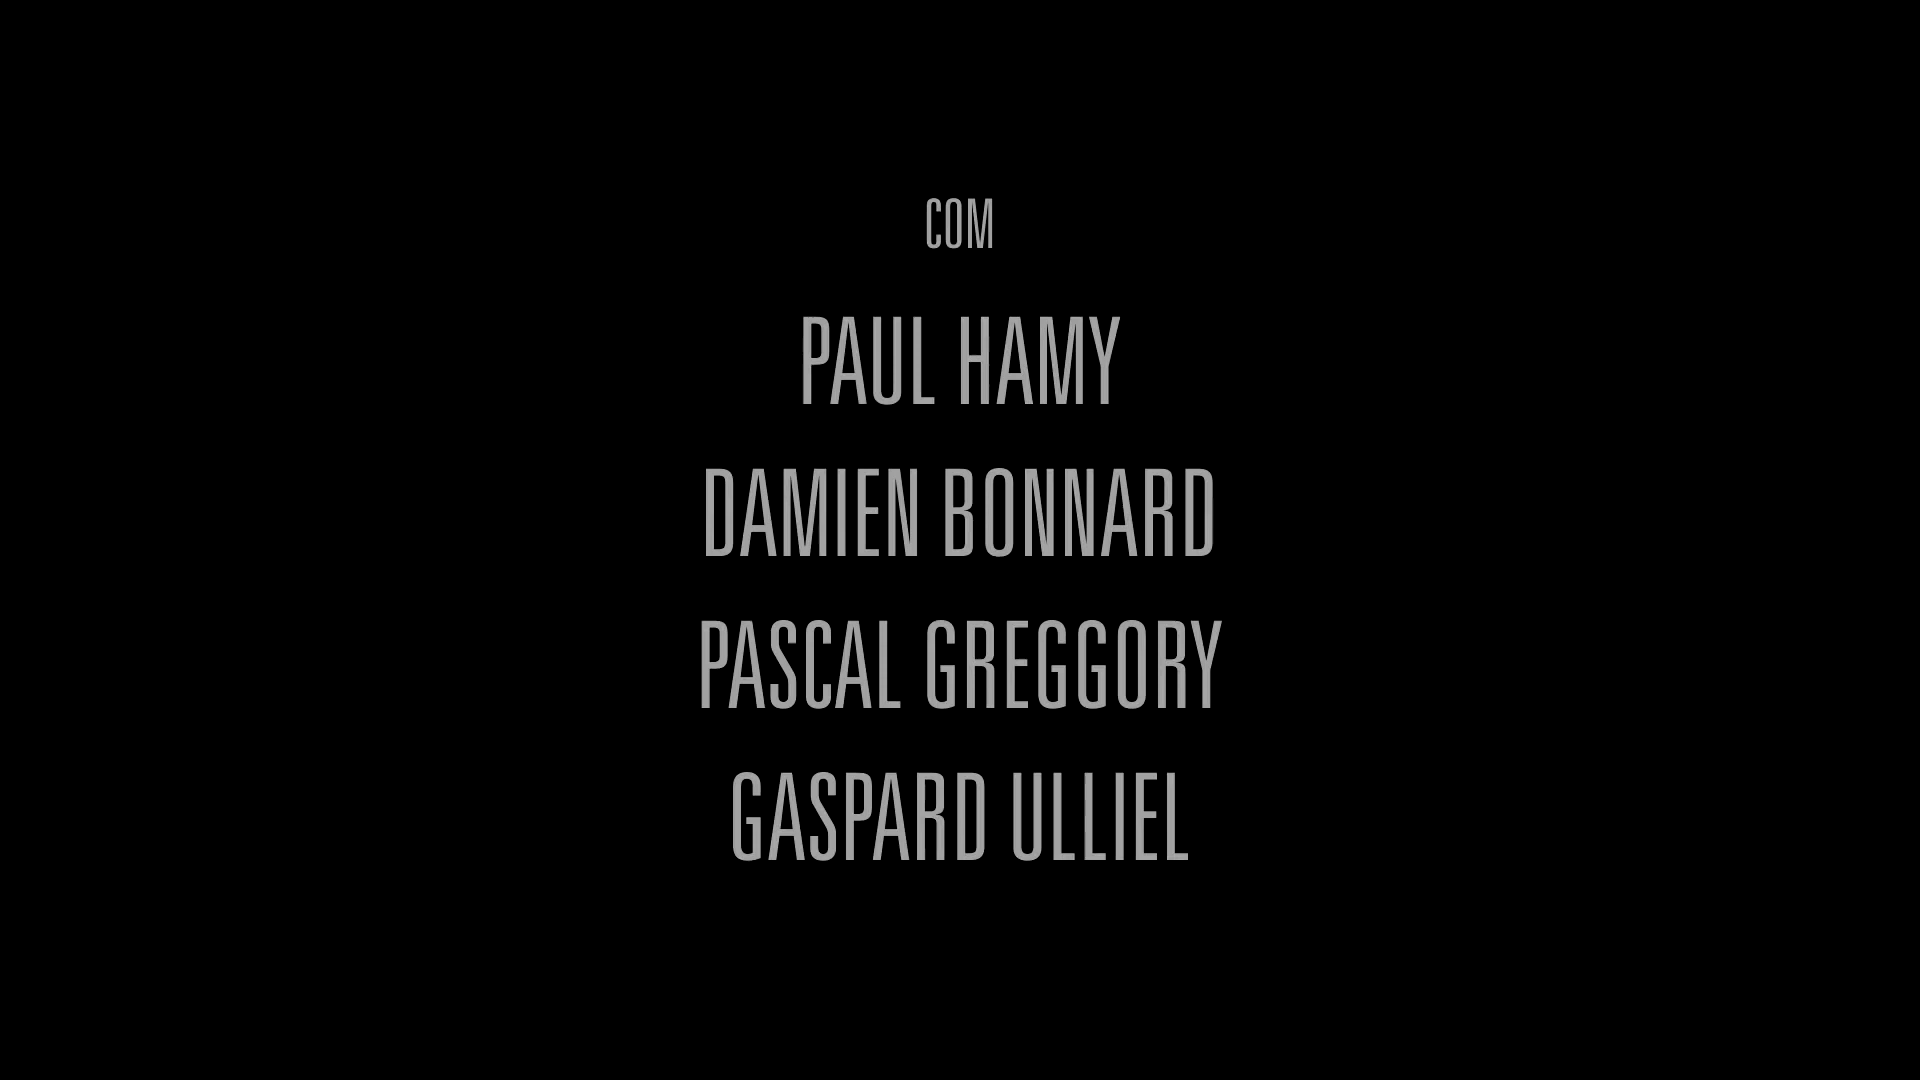 COM
PAUL HAMY
DAMIEN BONNARD
PASCAL GREGGORY
GASPARD ULLIEL